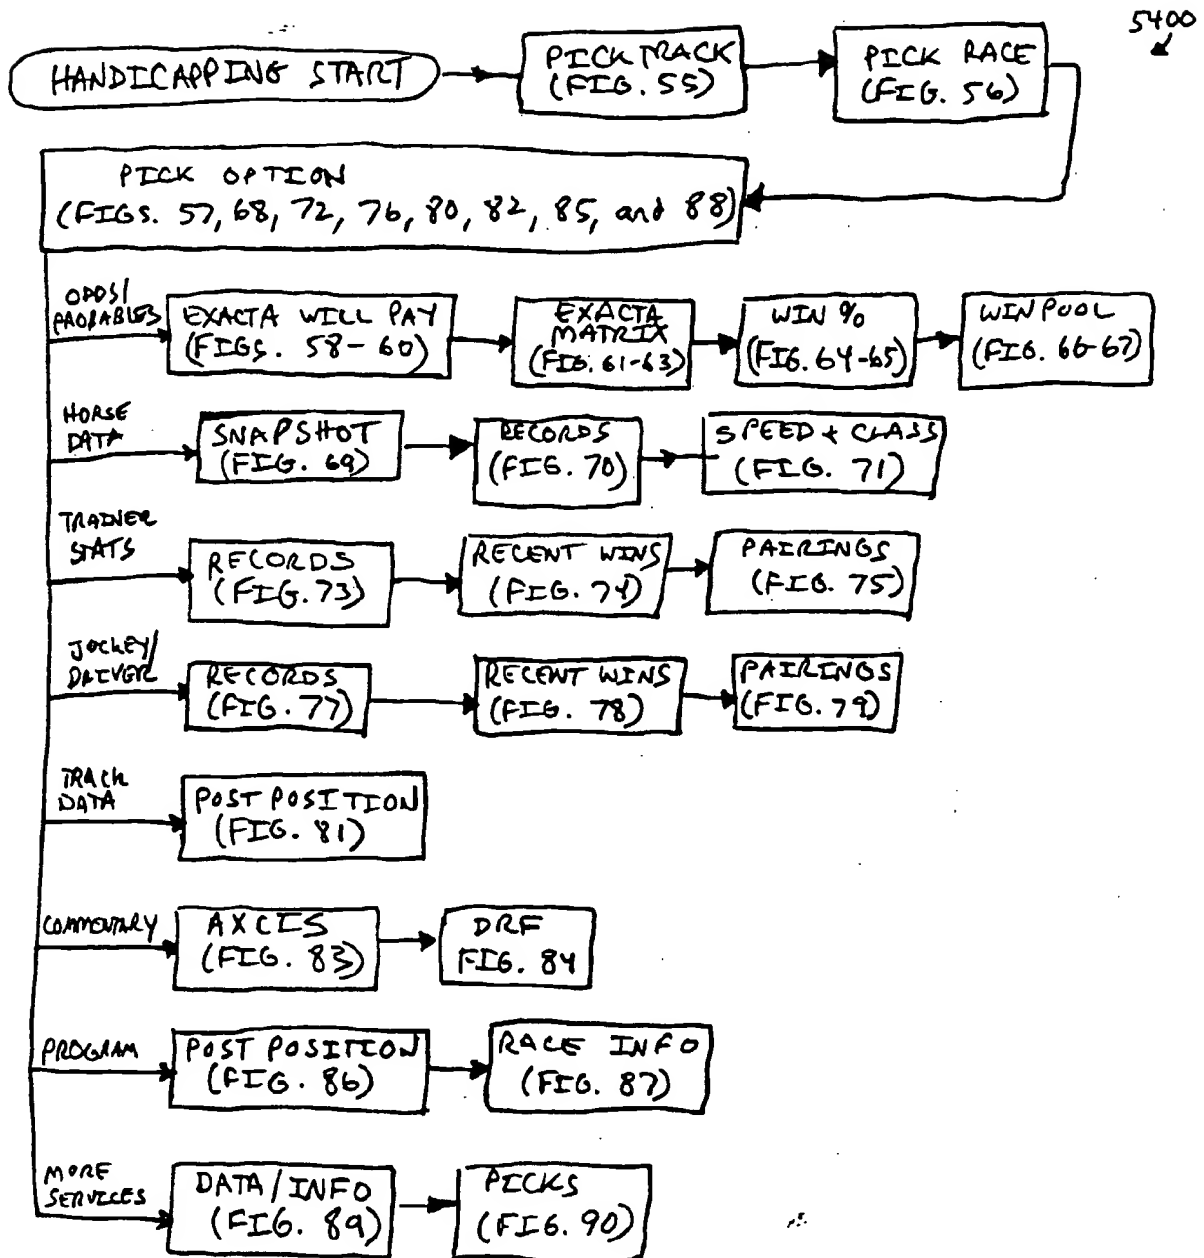 5400
HANDICAPPING START
PICK TRACK
(FIG. 55)
PICK RACE
(FIG. 56)
PICK OPTION
(FIGS. 57, 68, 72, 76, 80, 82, 85, and 88)
ODDS/
PROBABLES
EXACTA WILL PAY
(FIGS. 58-60)
EXACTA
MATRIX
(FIG. 61-63)
WIN %
(FIG. 64-65)
WIN POOL
(FIG. 66-67)
HORSE
DATA
SNAPSHOT
(FIG. 69)
RECORDS
(FIG. 70)
SPEED + CLASS
(FIG. 71)
TRAINER
STATS
RECORDS
(FIG. 73)
RECENT WINS
(FIG. 74)
PAIRINGS
(FIG. 75)
JOCKEY/
DRIVER
RECORDS
(FIG. 77)
RECENT WINS
(FIG. 78)
PAIRINGS
(FIG. 79)
TRACK
DATA
POST POSITION
(FIG. 81)
COMMENTARY
AXCIS
(FIG. 83)
DRF
FIG. 84
PROGRAM
POST POSITION
(FIG. 86)
RACE INFO
(FIG. 87)
MORE
SERVICES
DATA/INFO
(FIG. 89)
PICKS
(FIG. 90)